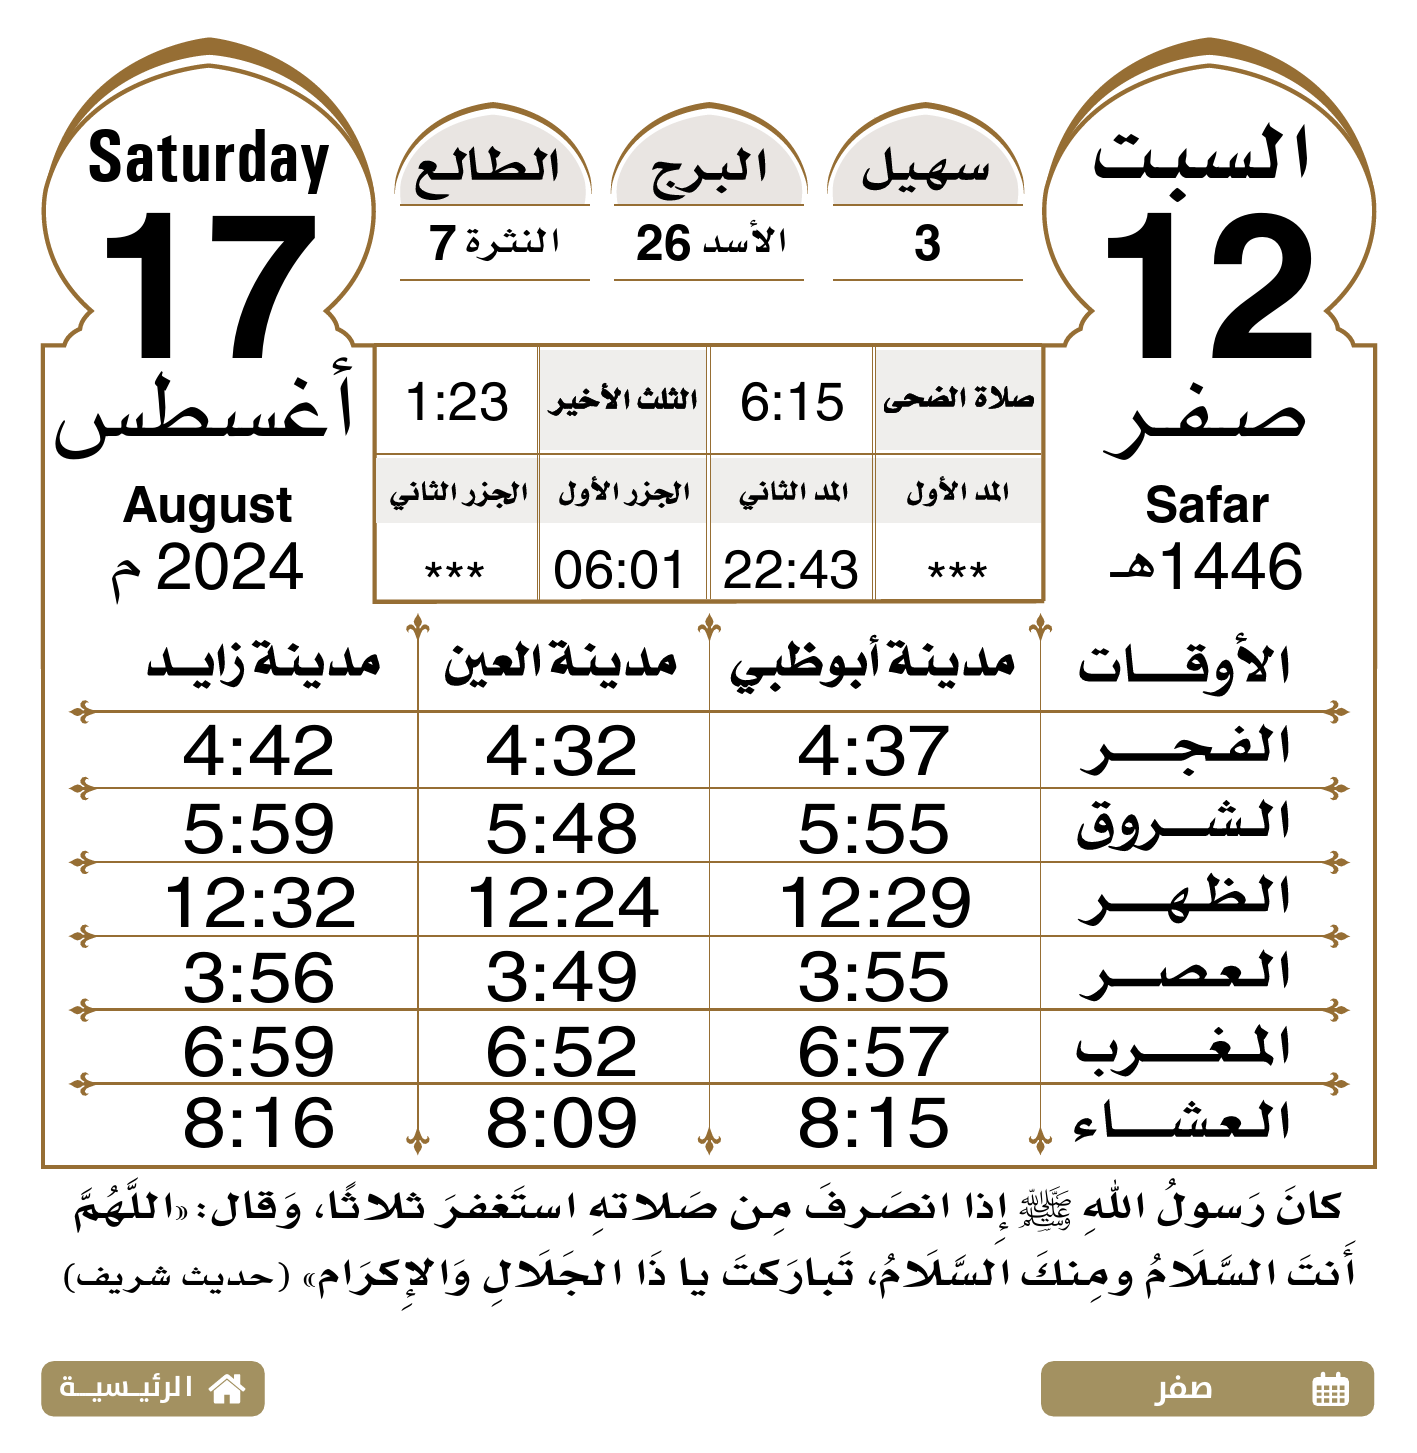 السبت
12
صفر
Safar
1446هـ
سهيل
3
البرج
الأسد 26
الطالع
النثرة 7
Saturday
17
أغسطس
August
2024 م
صلاة الضحى 6:15 الثلث الأخير 1:23
المد الأول المد الثاني الجزر الأول الجزر الثاني
*** 22:43 06:01 ***
الأوقات مدينة أبوظبي مدينة العين مدينة زايد
الفجر 4:37 4:32 4:42
الشروق 5:55 5:48 5:59
الظهر 12:29 12:24 12:32
العصر 3:55 3:49 3:56
المغرب 6:57 6:52 6:59
العشاء 8:15 8:09 8:16
كانَ رَسولُ اللهِ ﷺ إِذا انصَرفَ مِن صَلاتهِ استَغفرَ ثلاثًا، وَقال: «اللَّهُمَّ
أَنتَ السَّلَامُ ومِنكَ السَّلَامُ، تَبارَكتَ يا ذَا الجَلَالِ وَالإِكرَام» (حديث شريف)
صفر
الرئيسية